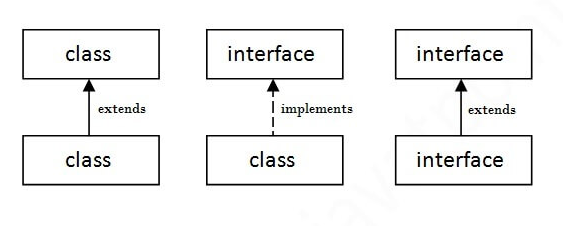 class
interface
interface
extends
implements
extends
class
class
interface